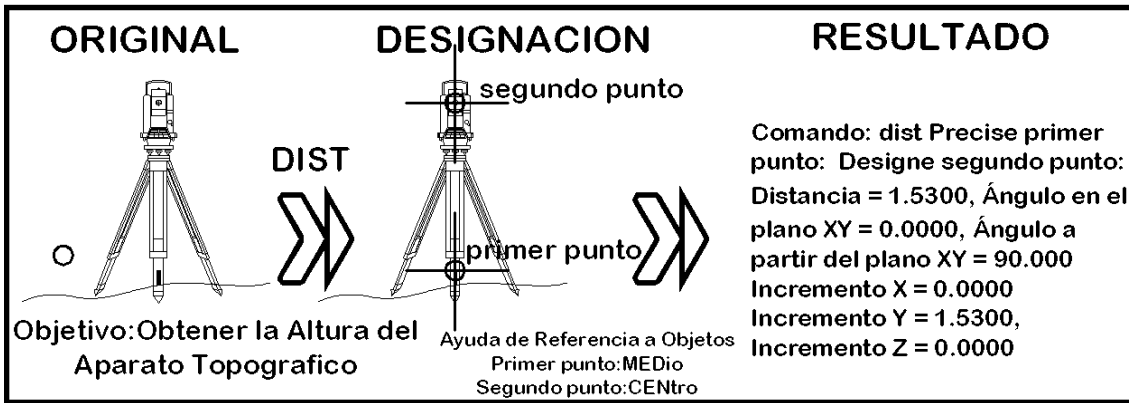 ORIGINAL
Objetivo:Obtener la Altura del
Aparato Topografico
DIST
DESIGNACION
segundo punto
primer punto
Ayuda de Referencia a Objetos
Primer punto:MEDio
Segundo punto:CENtro
RESULTADO
Comando: dist Precise primer
punto: Designe segundo punto:
Distancia = 1.5300, Ángulo en el
plano XY = 0.0000, Ángulo a
partir del plano XY = 90.000
Incremento X = 0.0000
Incremento Y = 1.5300,
Incremento Z = 0.0000